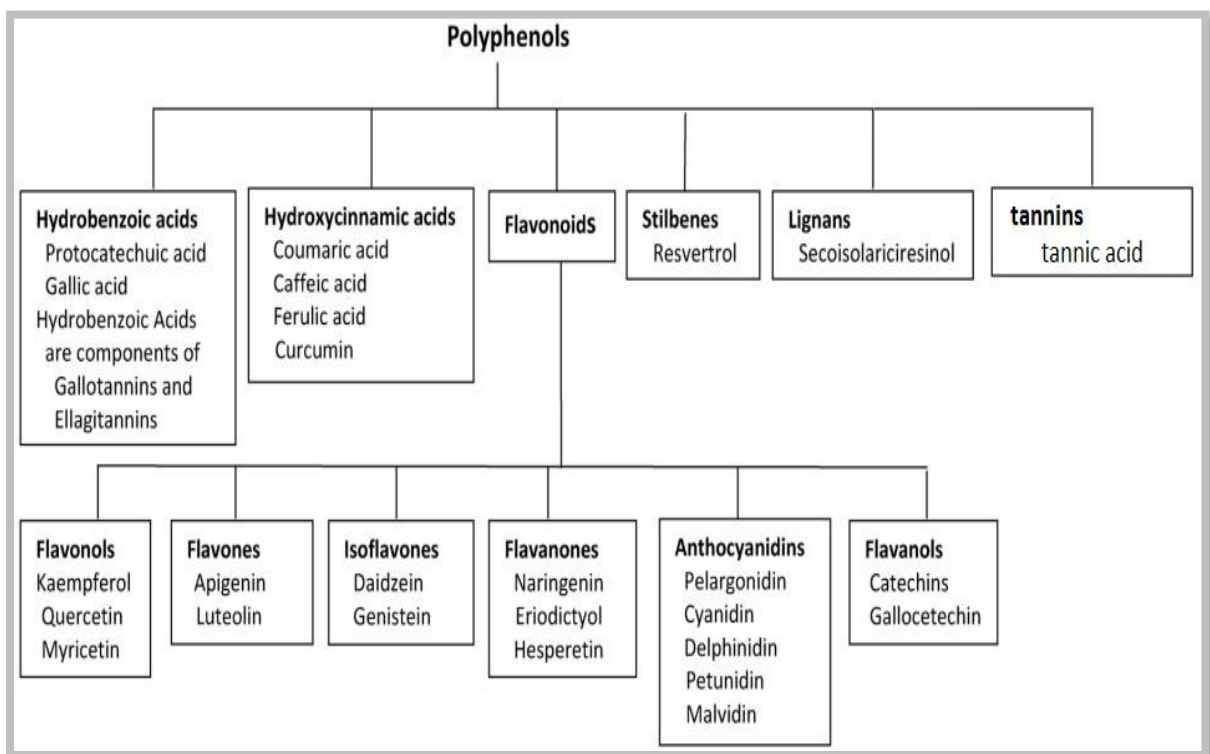 Polyphenols
Hydrobenzoic acids
Protocatechuic acid
Gallic acid
Hydrobenzoic Acids
are components of
Gallotannins and
Ellagitannins
Hydroxycinnamic acids
Coumaric acid
Caffeic acid
Ferulic acid
Curcumin
Flavonoids
Stilbenes
Resvertrol
Lignans
Secoisolariciresinol
tannins
tannic acid
Flavonols
Kaempferol
Quercetin
Myricetin
Flavones
Apigenin
Luteolin
Isoflavones
Daidzein
Genistein
Flavanones
Naringenin
Eriodictyol
Hesperetin
Anthocyanidins
Pelargonidin
Cyanidin
Delphinidin
Petunidin
Malvidin
Flavanols
Catechins
Gallocetechin